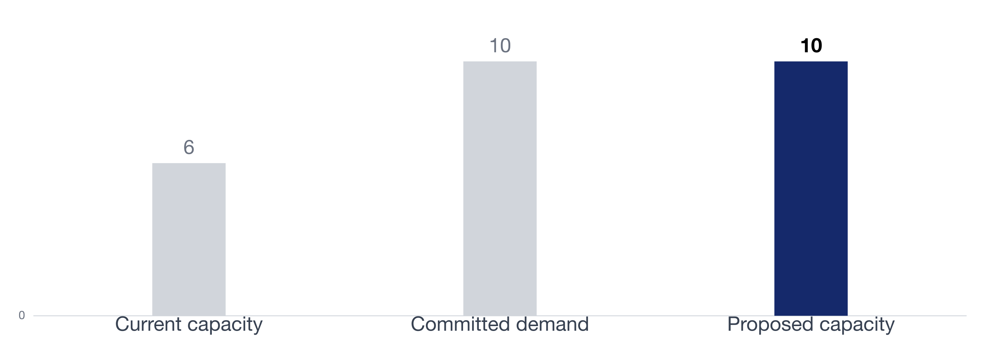 10
10
6
0
Current capacity
Committed demand
Proposed capacity